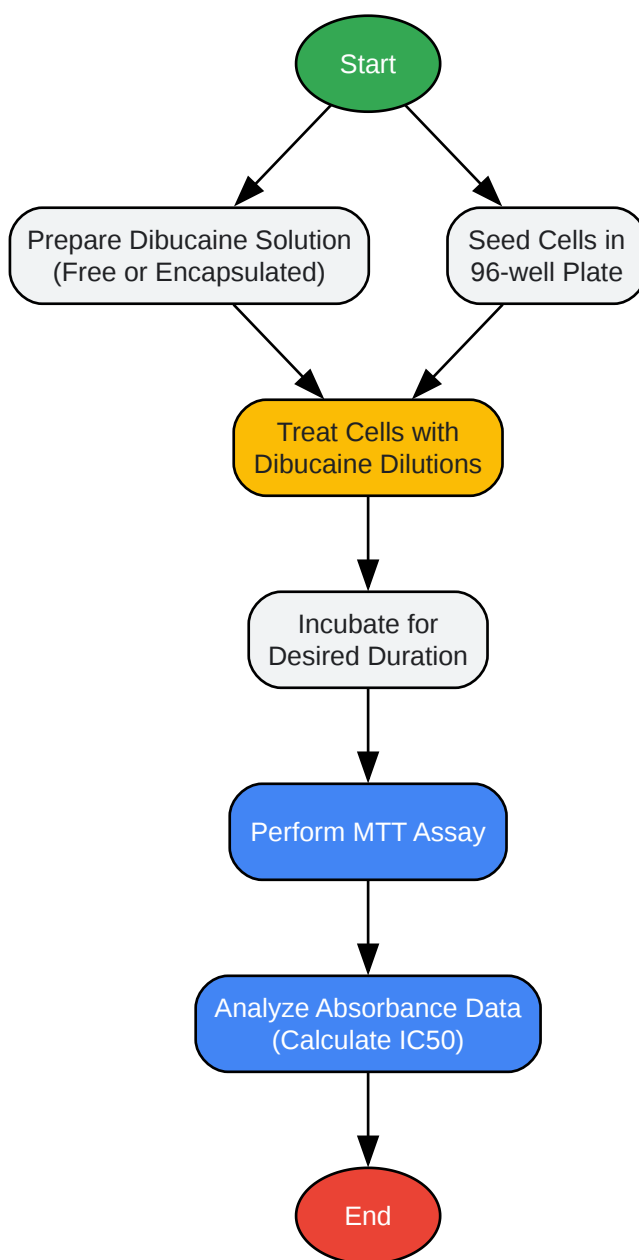 Start
Prepare Dibucaine Solution
(Free or Encapsulated)
Seed Cells in
96-well Plate
Treat Cells with
Dibucaine Dilutions
Incubate for
Desired Duration
Perform MTT Assay
Analyze Absorbance Data
(Calculate IC50)
End